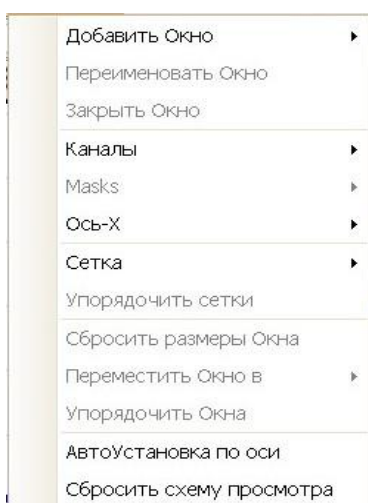 Добавить Окно
Переименовать Окно
Закрыть Окно
Каналы
Masks
Ось-X
Сетка
Упорядочить сетки
Сбросить размеры Окна
Переместить Окно в
Упорядочить Окна
АвтоУстановка по оси
Сбросить схему просмотра